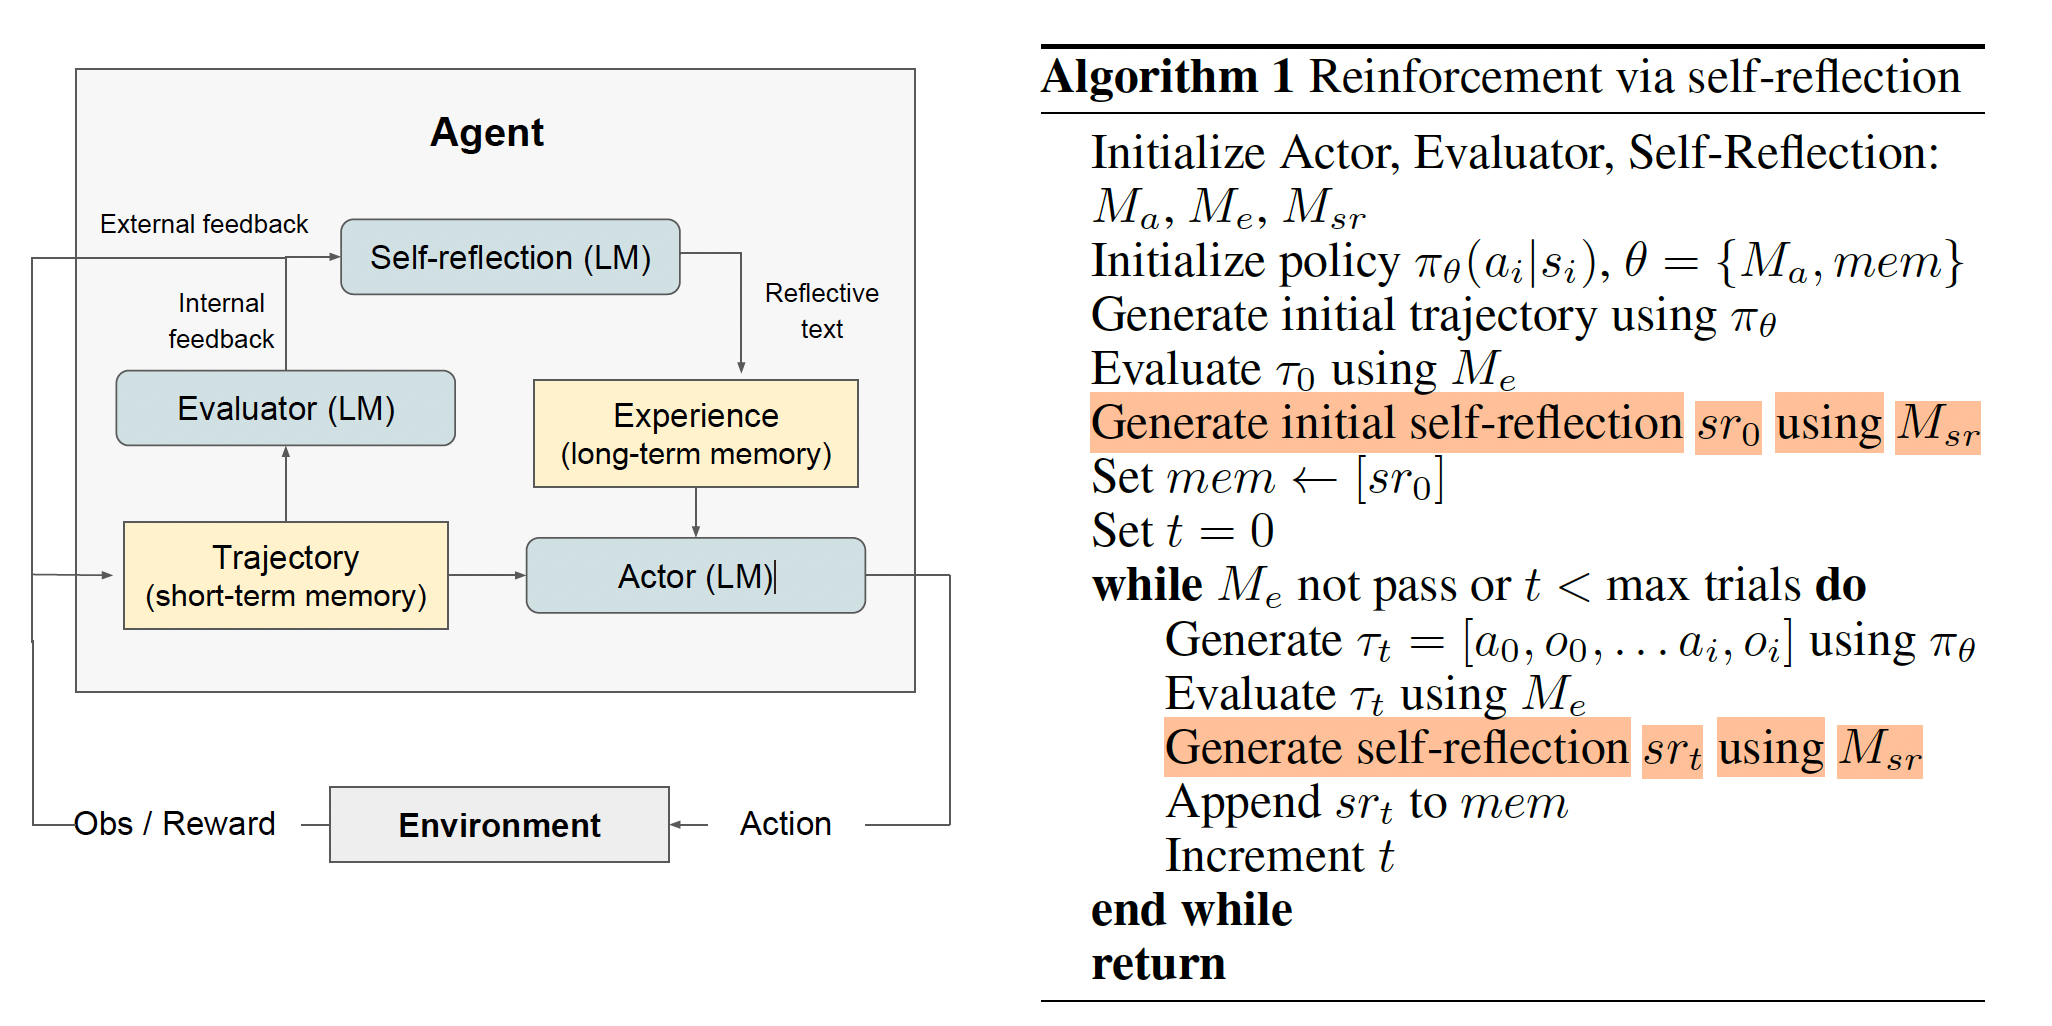 Agent
External feedback
Self-reflection (LM)
Internal
feedback
Reflective
text
Evaluator (LM)
Experience
(long-term memory)
Trajectory
(short-term memory)
Actor (LM)
Obs / Reward
Environment
Action
Algorithm 1 Reinforcement via self-reflection
Initialize Actor, Evaluator, Self-Reflection:
$M_a$, $M_e$, $M_{sr}$
Initialize policy $\pi_\theta(a_i|s_i)$, $\theta = \{M_a, mem\}$
Generate initial trajectory using $\pi_\theta$
Evaluate $\tau_0$ using $M_e$
Generate initial self-reflection $sr_0$ using $M_{sr}$
Set $mem \leftarrow [sr_0]$
Set $t = 0$
while $M_e$ not pass or $t <$ max trials do
Generate $\tau_t = [a_0, o_0, \ldots a_i, o_i]$ using $\pi_\theta$
Evaluate $\tau_t$ using $M_e$
Generate self-reflection $sr_t$ using $M_{sr}$
Append $sr_t$ to $mem$
Increment $t$
end while
return